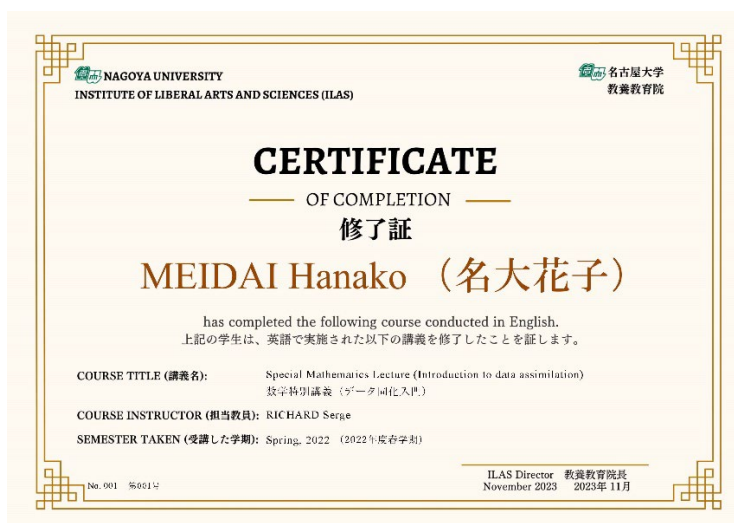 NAGOYA UNIVERSITY
INSTITUTE OF LIBERAL ARTS AND SCIENCES (ILAS)
名古屋大学
教養教育院
CERTIFICATE
OF COMPLETION
修了証
MEIDAI Hanako （名大花子）
has completed the following course conducted in English.
上記の学生は、英語で実施された以下の講義を修了したことを証します。
COURSE TITLE (講義名): Special Mathematics Lecture (Introduction to data assimilation)
数学特別講義（データ同化入門）
COURSE INSTRUCTOR (担当教員): RICHARD Serge
SEMESTER TAKEN (受講した学期): Spring, 2022 （2022年度春学期）
ILAS Director 教養教育院長
No. 001 第001号
November 2023 2023年 11月